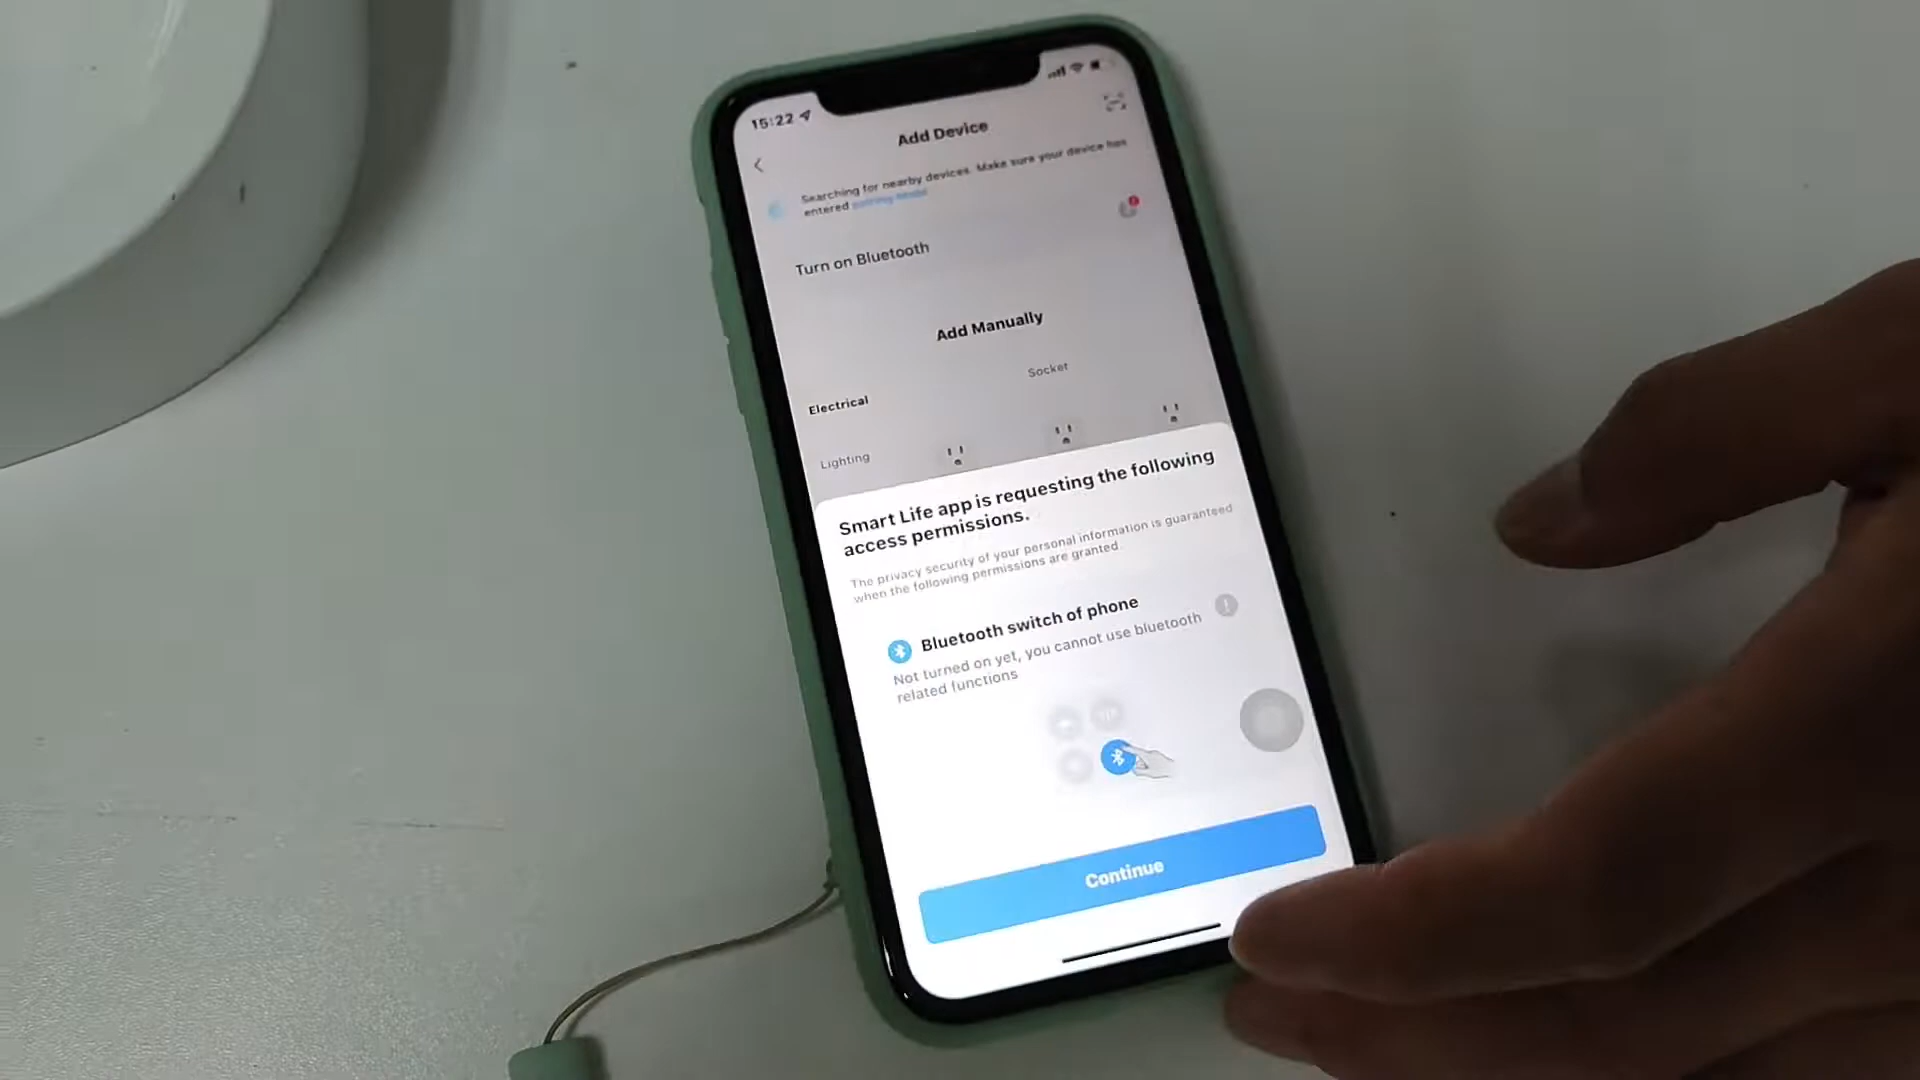 15:22
Add Device
Searching for nearby devices. Make sure your device has
entered pairing mode
Turn on Bluetooth
Add Manually
Socket
Electrical
Lighting
Smart Life app is requesting the following
access permissions.
The privacy security of your personal information is guaranteed
when the following permissions are granted.
Bluetooth switch of phone
Not turned on yet, you cannot use bluetooth
related functions
Continue